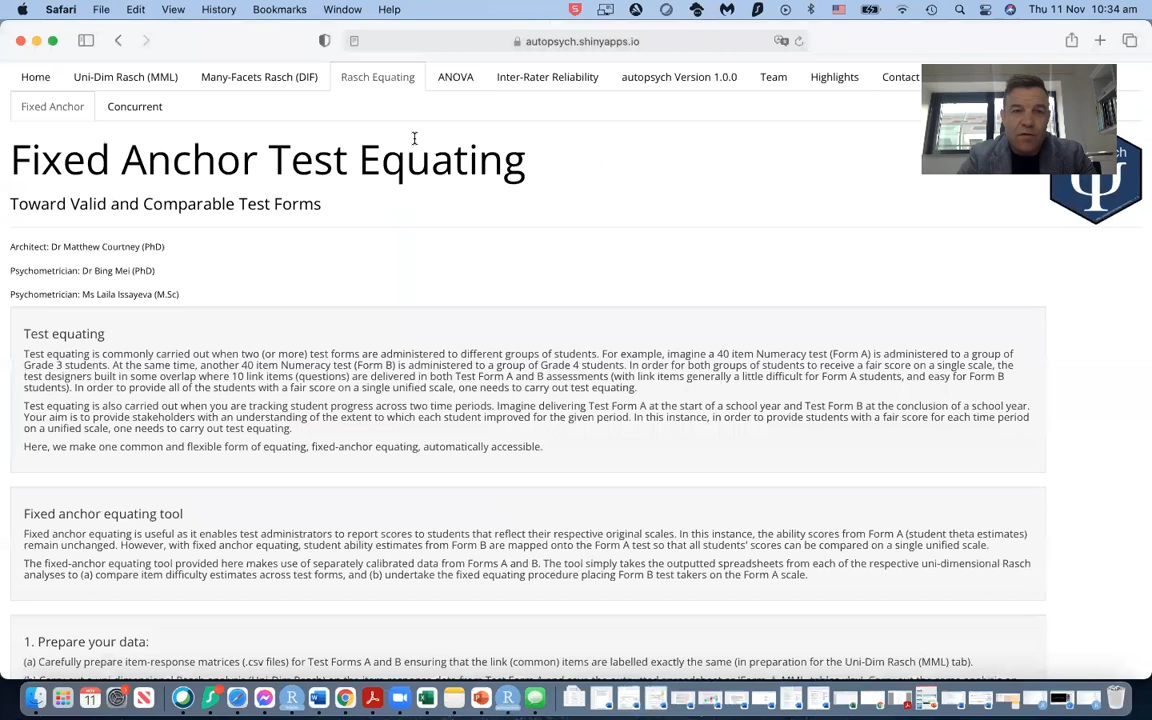 Safari File Edit View History Bookmarks Window Help Thu 11 Nov 10:34 am
autopsych.shinyapps.io
Home Uni-Dim Rasch (MML) Many-Facets Rasch (DIF) Rasch Equating ANOVA Inter-Rater Reliability autopsych Version 1.0.0 Team Highlights Contact
Fixed Anchor Concurrent
Fixed Anchor Test Equating
Toward Valid and Comparable Test Forms
Architect: Dr Matthew Courtney (PhD)
Psychometrician: Dr Bing Mei (PhD)
Psychometrician: Ms Laila Issayeva (M.Sc)
Test equating
Test equating is commonly carried out when two (or more) test forms are administered to different groups of students. For example, imagine a 40 item Numeracy test (Form A) is administered to a group of
Grade 3 students. At the same time, another 40 item Numeracy test (Form B) is administered to a group of Grade 4 students. In order for both groups of students to receive a fair score on a single scale, the
test designers built in some overlap where 10 link items (questions) are delivered in both Test Form A and B assessments (with link items generally a little difficult for Form A students, and easy for Form B
students). In order to provide all of the students with a fair score on a single unified scale, one needs to carry out test equating.
Test equating is also carried out when you are tracking student progress across two time periods. Imagine delivering Test Form A at the start of a school year and Test Form B at the conclusion of a school year.
Your aim is to provide stakeholders with an understanding of the extent to which each student improved for the given period. In this instance, in order to provide students with a fair score for each time period
on a unified scale, one needs to carry out test equating.
Here, we make one common and flexible form of equating, fixed-anchor equating, automatically accessible.
Fixed anchor equating tool
Fixed anchor equating is useful as it enables test administrators to report scores to students that reflect their respective original scales. In this instance, the ability scores from Form A (student theta estimates)
remain unchanged. However, with fixed anchor equating, student ability estimates from Form B are mapped onto the Form A test so that all students' scores can be compared on a single unified scale.
The fixed-anchor equating tool provided here makes use of separately calibrated data from Forms A and B. The tool simply takes the outputted spreadsheets from each of the respective uni-dimensional Rasch
analyses to (a) compare item difficulty estimates across test forms, and (b) undertake the fixed equating procedure placing Form B test takers on the Form A scale.
1. Prepare your data:
(a) Carefully prepare item-response matrices (.csv files) for Test Forms A and B ensuring that the link (common) items are labelled exactly the same (in preparation for the Uni-Dim Rasch (MML) tab).